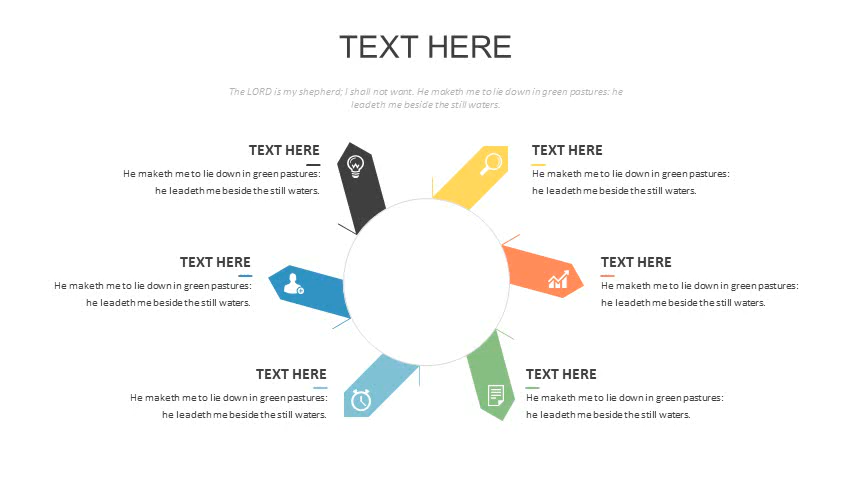 TEXT HERE
The LORD is my shepherd; I shall not want. He maketh me to lie down in green pastures: he
leadeth me beside the still waters.
TEXT HERE
He maketh me to lie down in green pastures:
he leadeth me beside the still waters.
TEXT HERE
He maketh me to lie down in green pastures:
he leadeth me beside the still waters.
TEXT HERE
He maketh me to lie down in green pastures:
he leadeth me beside the still waters.
TEXT HERE
He maketh me to lie down in green pastures:
he leadeth me beside the still waters.
TEXT HERE
He maketh me to lie down in green pastures:
he leadeth me beside the still waters.
TEXT HERE
He maketh me to lie down in green pastures:
he leadeth me beside the still waters.